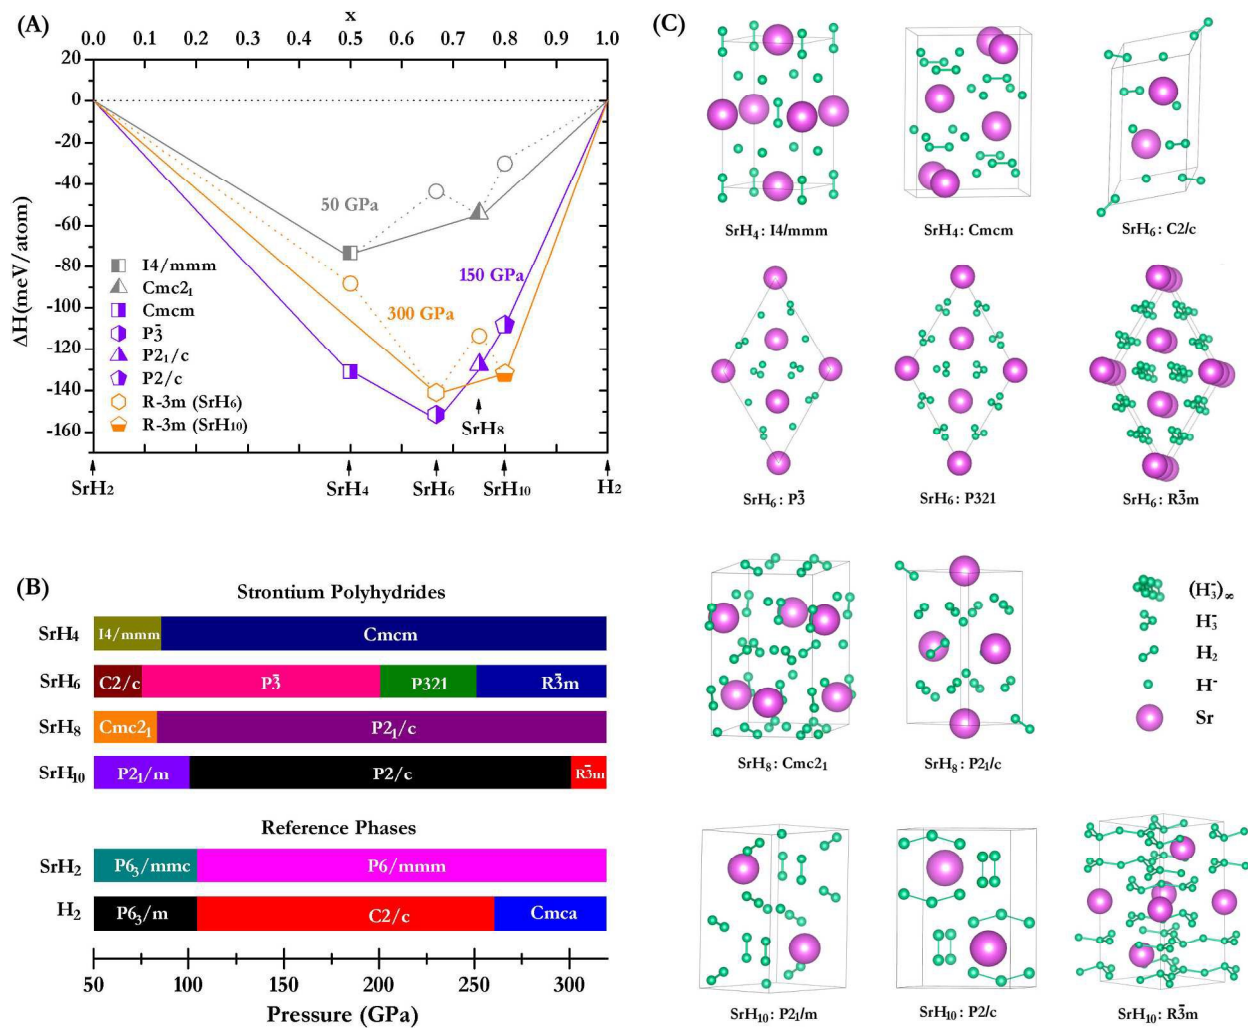 (A)
x
0.0 0.1 0.2 0.3 0.4 0.5 0.6 0.7 0.8 0.9 1.0
20
0
-20
-40
-60
-80
-100
-120
-140
-160
ΔH(meV/atom)
50 GPa
150 GPa
300 GPa
I4/mmm
Cmc2₁
Cmcm
P3̄
P2₁/c
P2/c
R-3m (SrH₆)
R-3m (SrH₁₀)
SrH₈
SrH₂ SrH₄ SrH₆ SrH₁₀ H₂
(B)
Strontium Polyhydrides
SrH₄ I4/mmm Cmcm
SrH₆ C2/c P3̄ P321 R3̄m
SrH₈ Cmc2₁ P2₁/c
SrH₁₀ P2₁/m P2/c R3̄m
Reference Phases
SrH₂ P6₃/mmc P6/mmm
H₂ P6₃/m C2/c Cmca
50 100 150 200 250 300
Pressure (GPa)
(C)
SrH₄: I4/mmm SrH₄: Cmcm SrH₆: C2/c
SrH₆: P3̄ SrH₆: P321 SrH₆: R3̄m
(H₃⁻)∞
H₃⁻
H₂
H⁻
Sr
SrH₈: Cmc2₁ SrH₈: P2₁/c
SrH₁₀: P2₁/m SrH₁₀: P2/c SrH₁₀: R3̄m